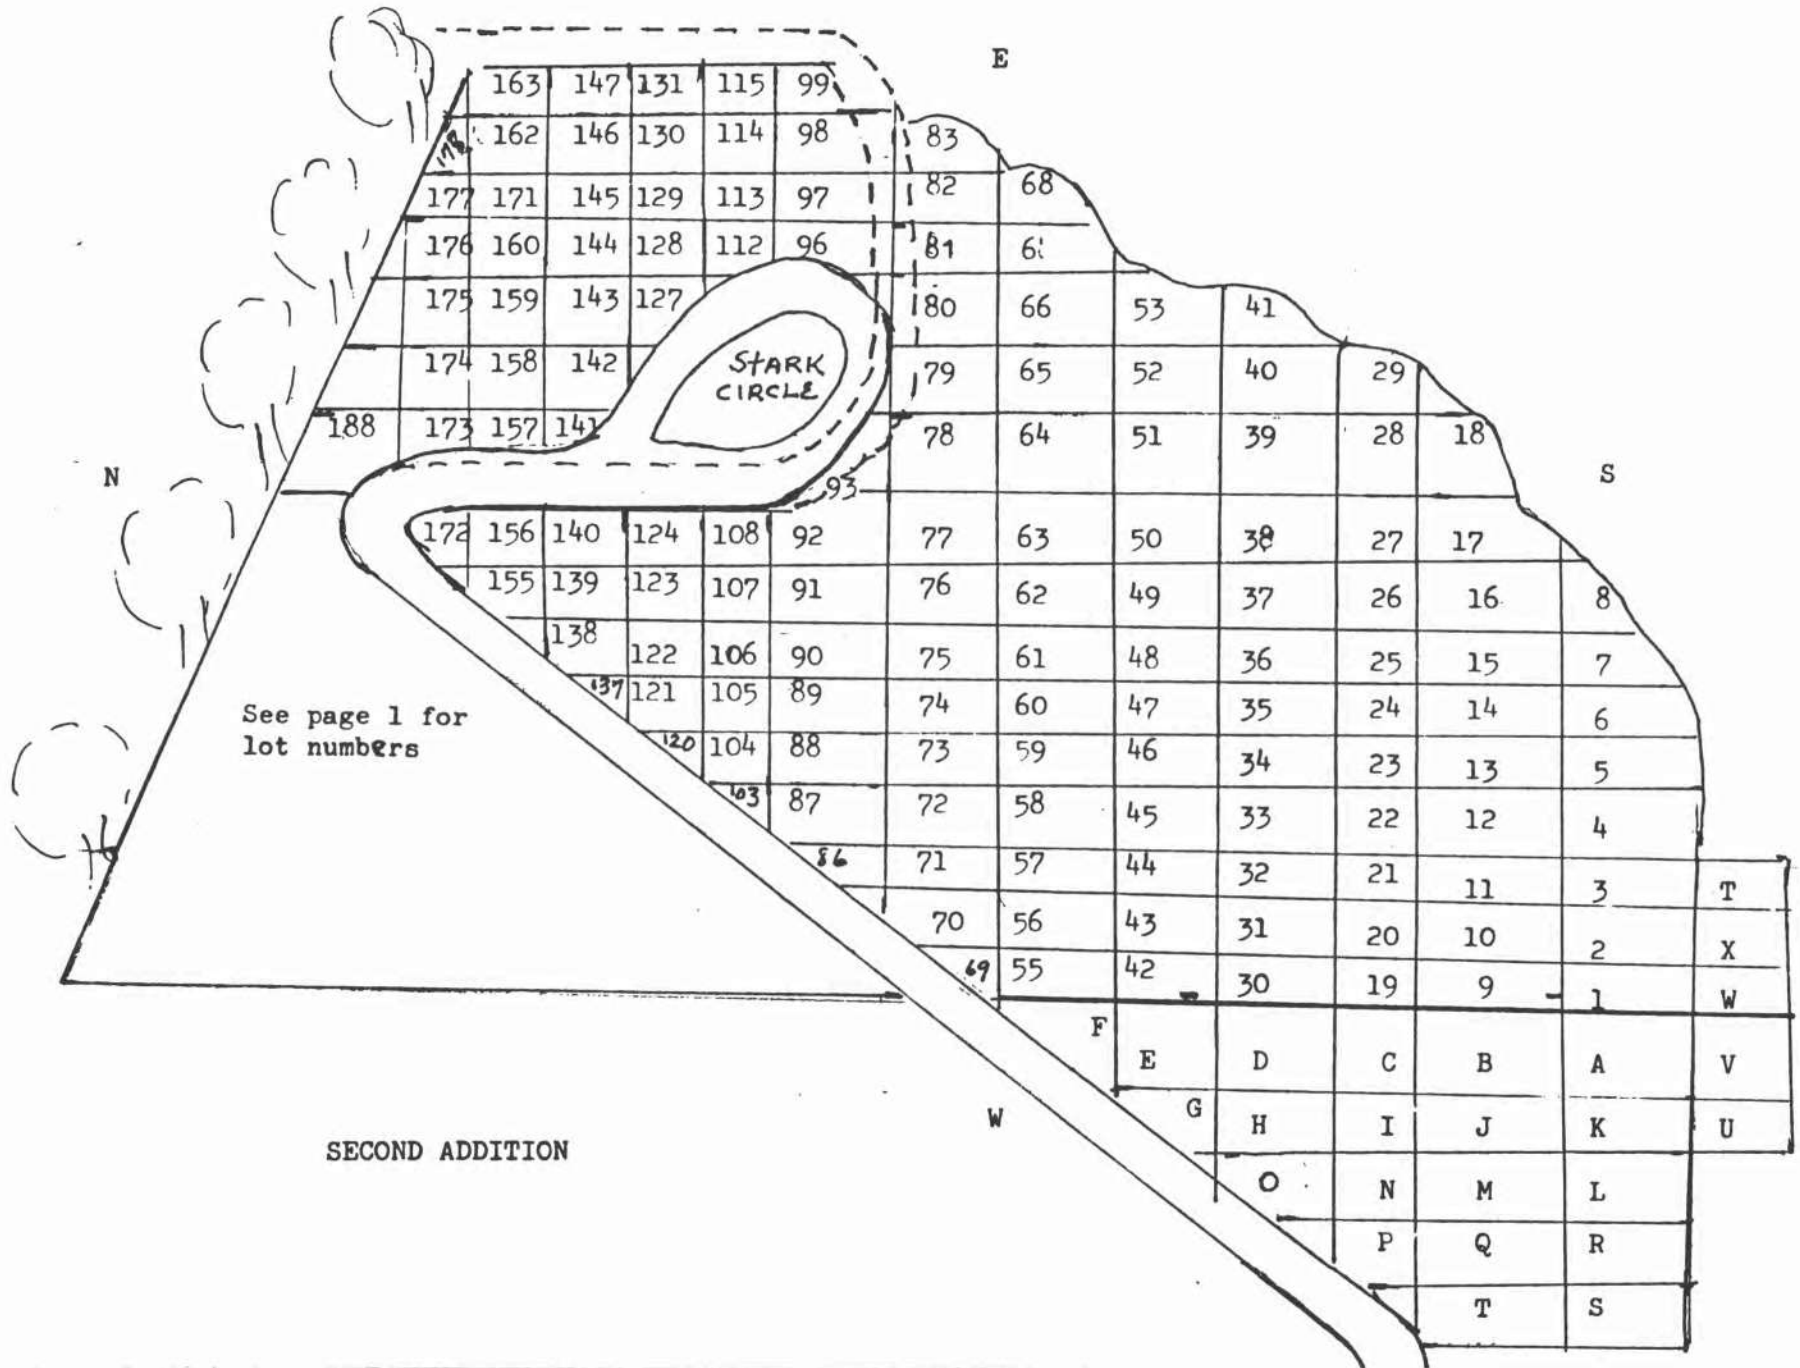 E
163 147 131 115 99
178 162 146 130 114 98 83
177 171 145 129 113 97 82 68
176 160 144 128 112 96 81
175 159 143 127 80 66 53 41
174 158 142 STARK 79 65 52 40 29
CIRCLE
188 173 157 141 78 64 51 39 28 18
N S
93
172 156 140 124 108 92 77 63 50 38 27 17
155 139 123 107 91 76 62 49 37 26 16 8
138 122 106 90 75 61 48 36 25 15 7
137 121 105 89 74 60 47 35 24 14 6
See page 1 for
lot numbers
120 104 88 73 59 46 34 23 13 5
103 87 72 58 45 33 22 12 4
86 71 57 44 32 21 11 3 T
70 56 43 31 20 10 2 X
69 55 42 30 19 9 1 W
F E D C B A V
W G H I J K U
SECOND ADDITION
O N M L
P Q R
T S